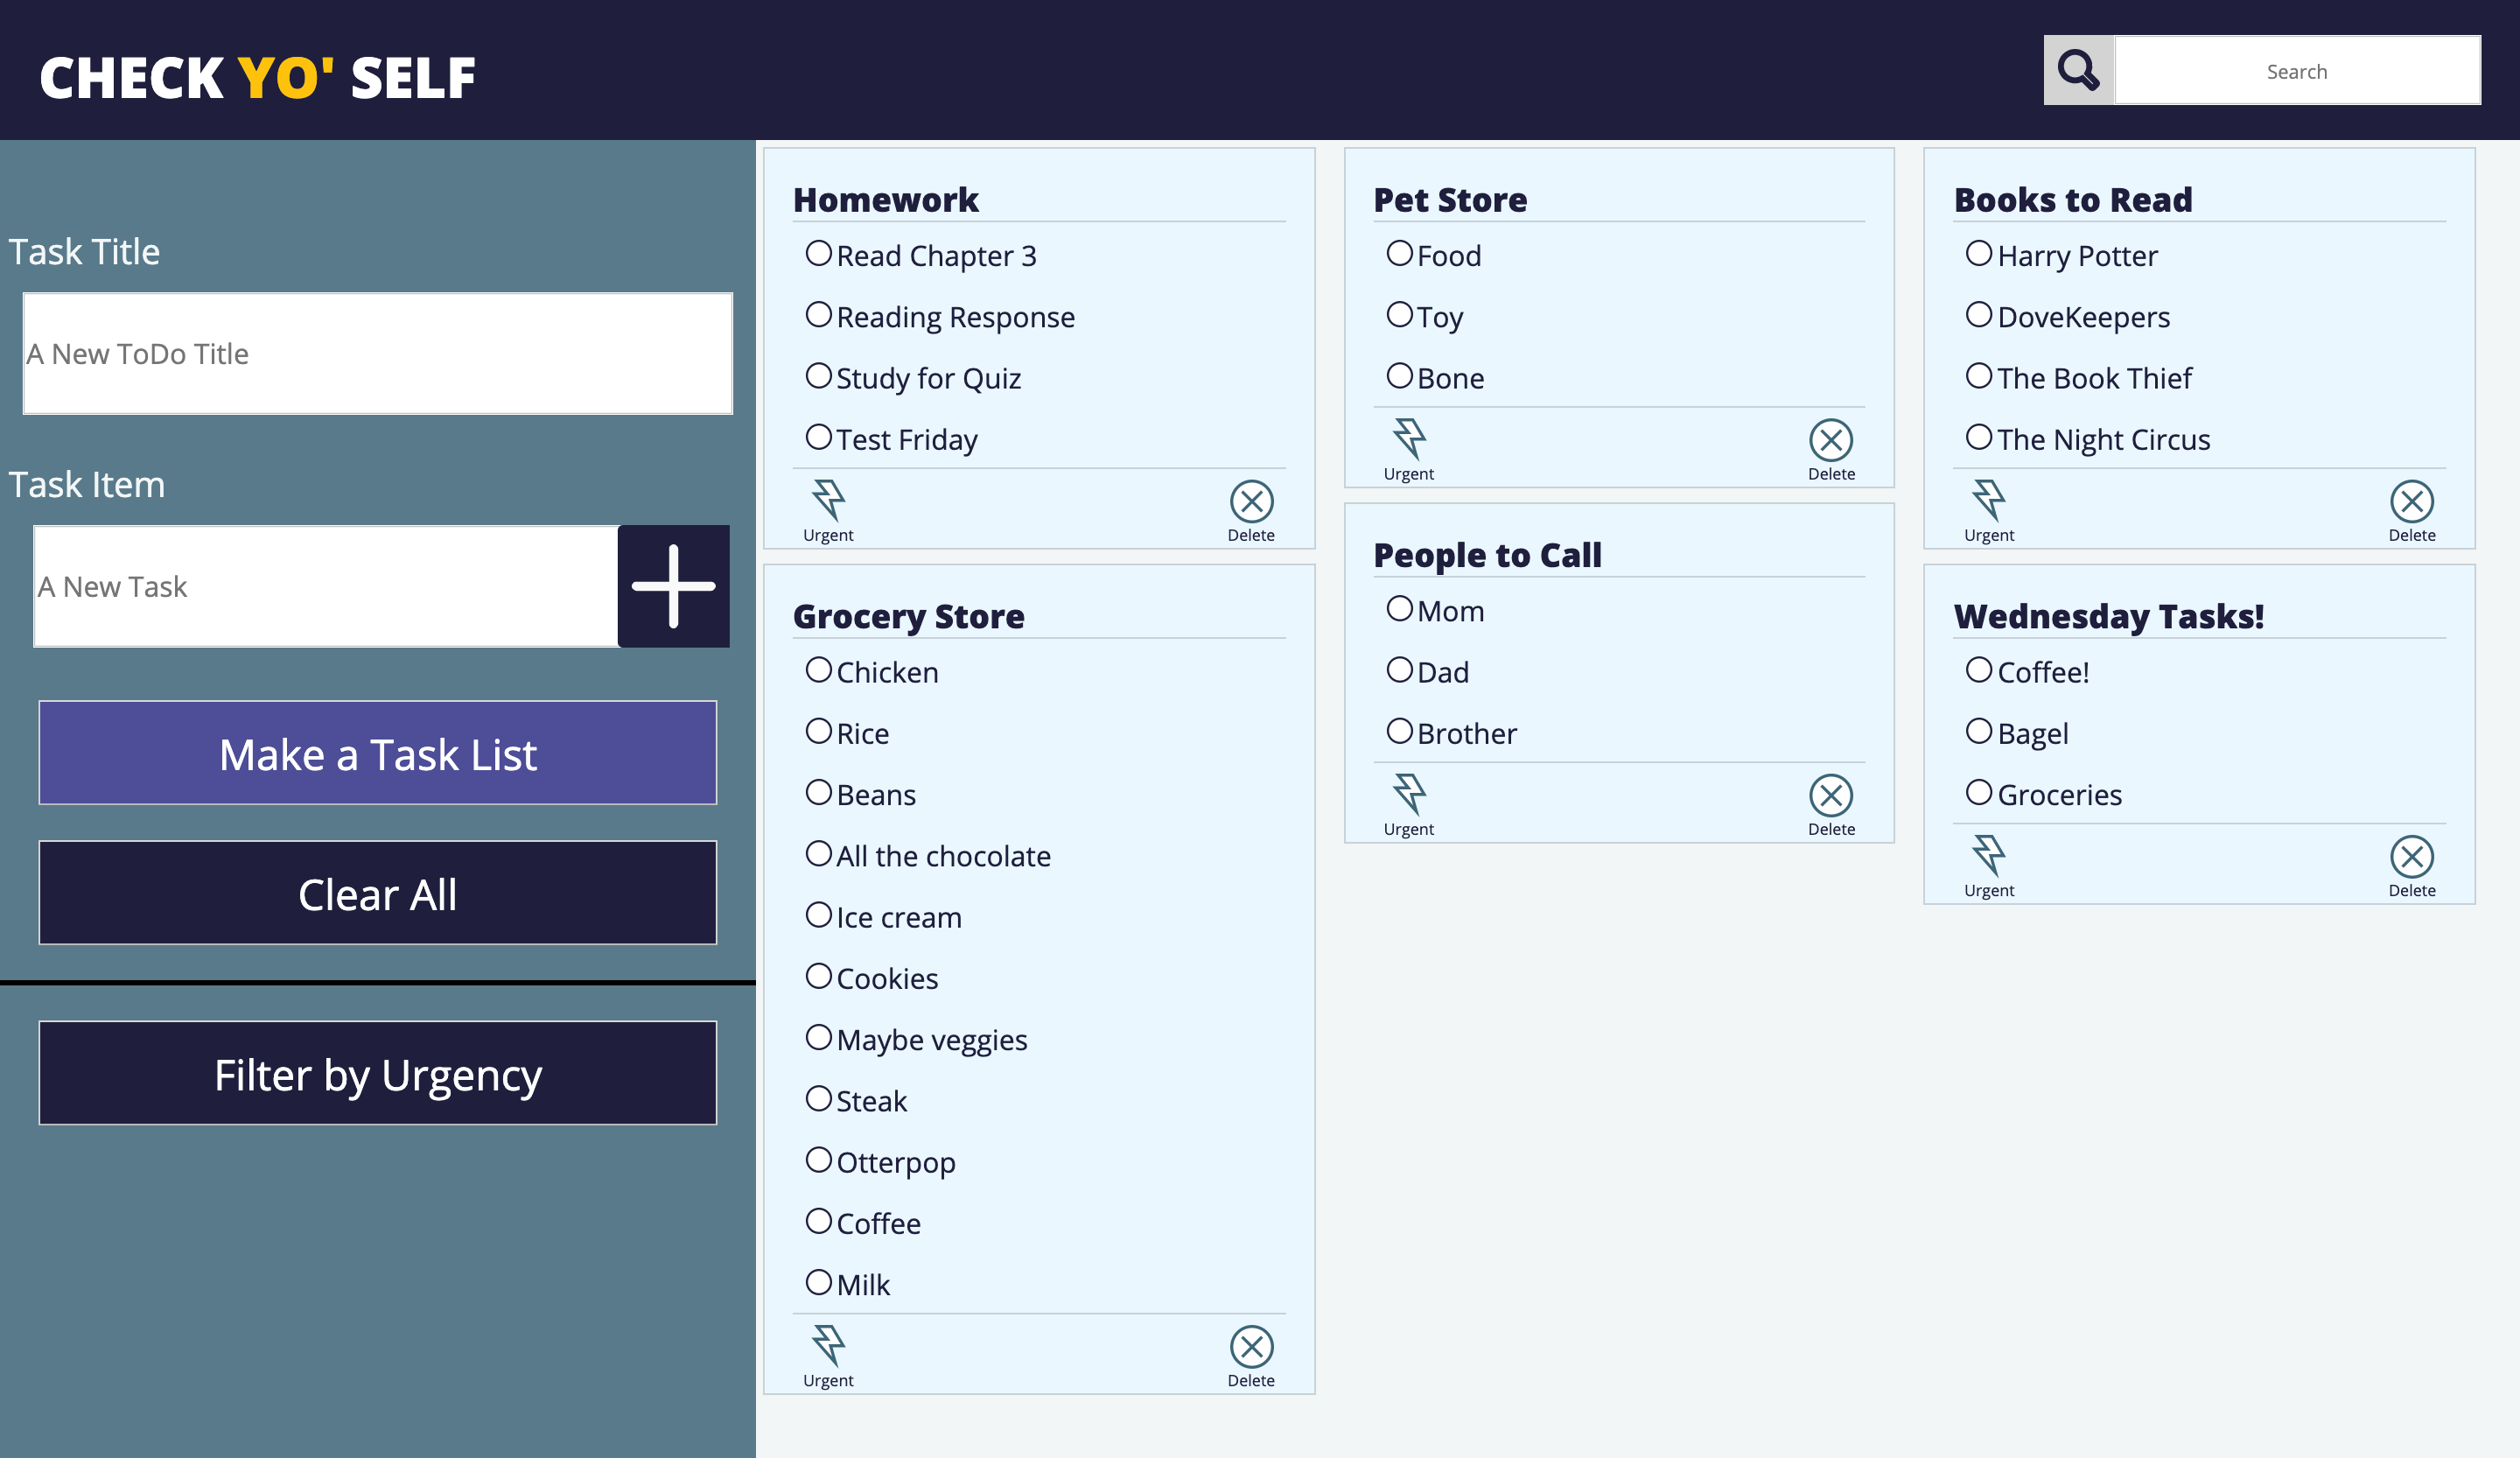 CHECK YO' SELF
Search
Task Title
A New ToDo Title
Task Item
A New Task
Make a Task List
Clear All
Filter by Urgency
Homework
Read Chapter 3
Reading Response
Study for Quiz
Test Friday
Urgent
Delete
Grocery Store
Chicken
Rice
Beans
All the chocolate
Ice cream
Cookies
Maybe veggies
Steak
Otterpop
Coffee
Milk
Urgent
Delete
Pet Store
Food
Toy
Bone
Urgent
Delete
People to Call
Mom
Dad
Brother
Urgent
Delete
Books to Read
Harry Potter
DoveKeepers
The Book Thief
The Night Circus
Urgent
Delete
Wednesday Tasks!
Coffee!
Bagel
Groceries
Urgent
Delete